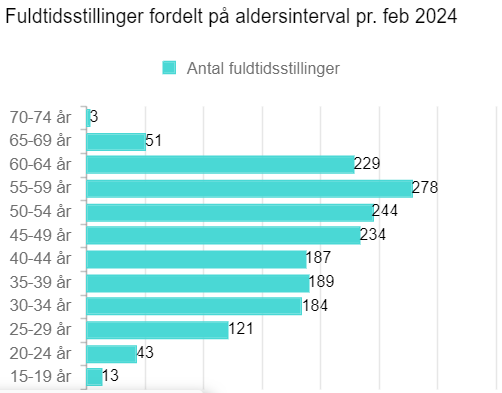 Fuldtidsstillinger fordelt på aldersinterval pr. feb 2024
Antal fuldtidsstillinger
70-74 år 3
65-69 år 51
60-64 år 229
55-59 år 278
50-54 år 244
45-49 år 234
40-44 år 187
35-39 år 189
30-34 år 184
25-29 år 121
20-24 år 43
15-19 år 13